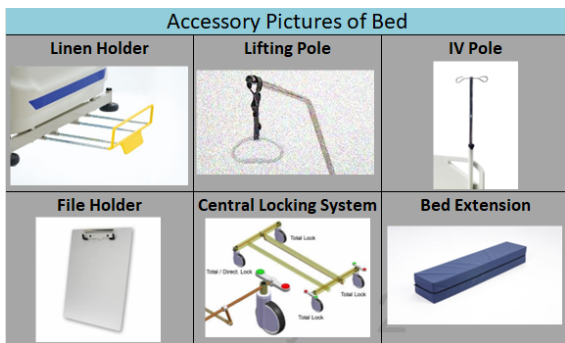 Accessory Pictures of Bed
Linen Holder
Lifting Pole
IV Pole
File Holder
Central Locking System
Bed Extension
Total Lock
Total / Direct. Lock
Total Lock
Total Lock